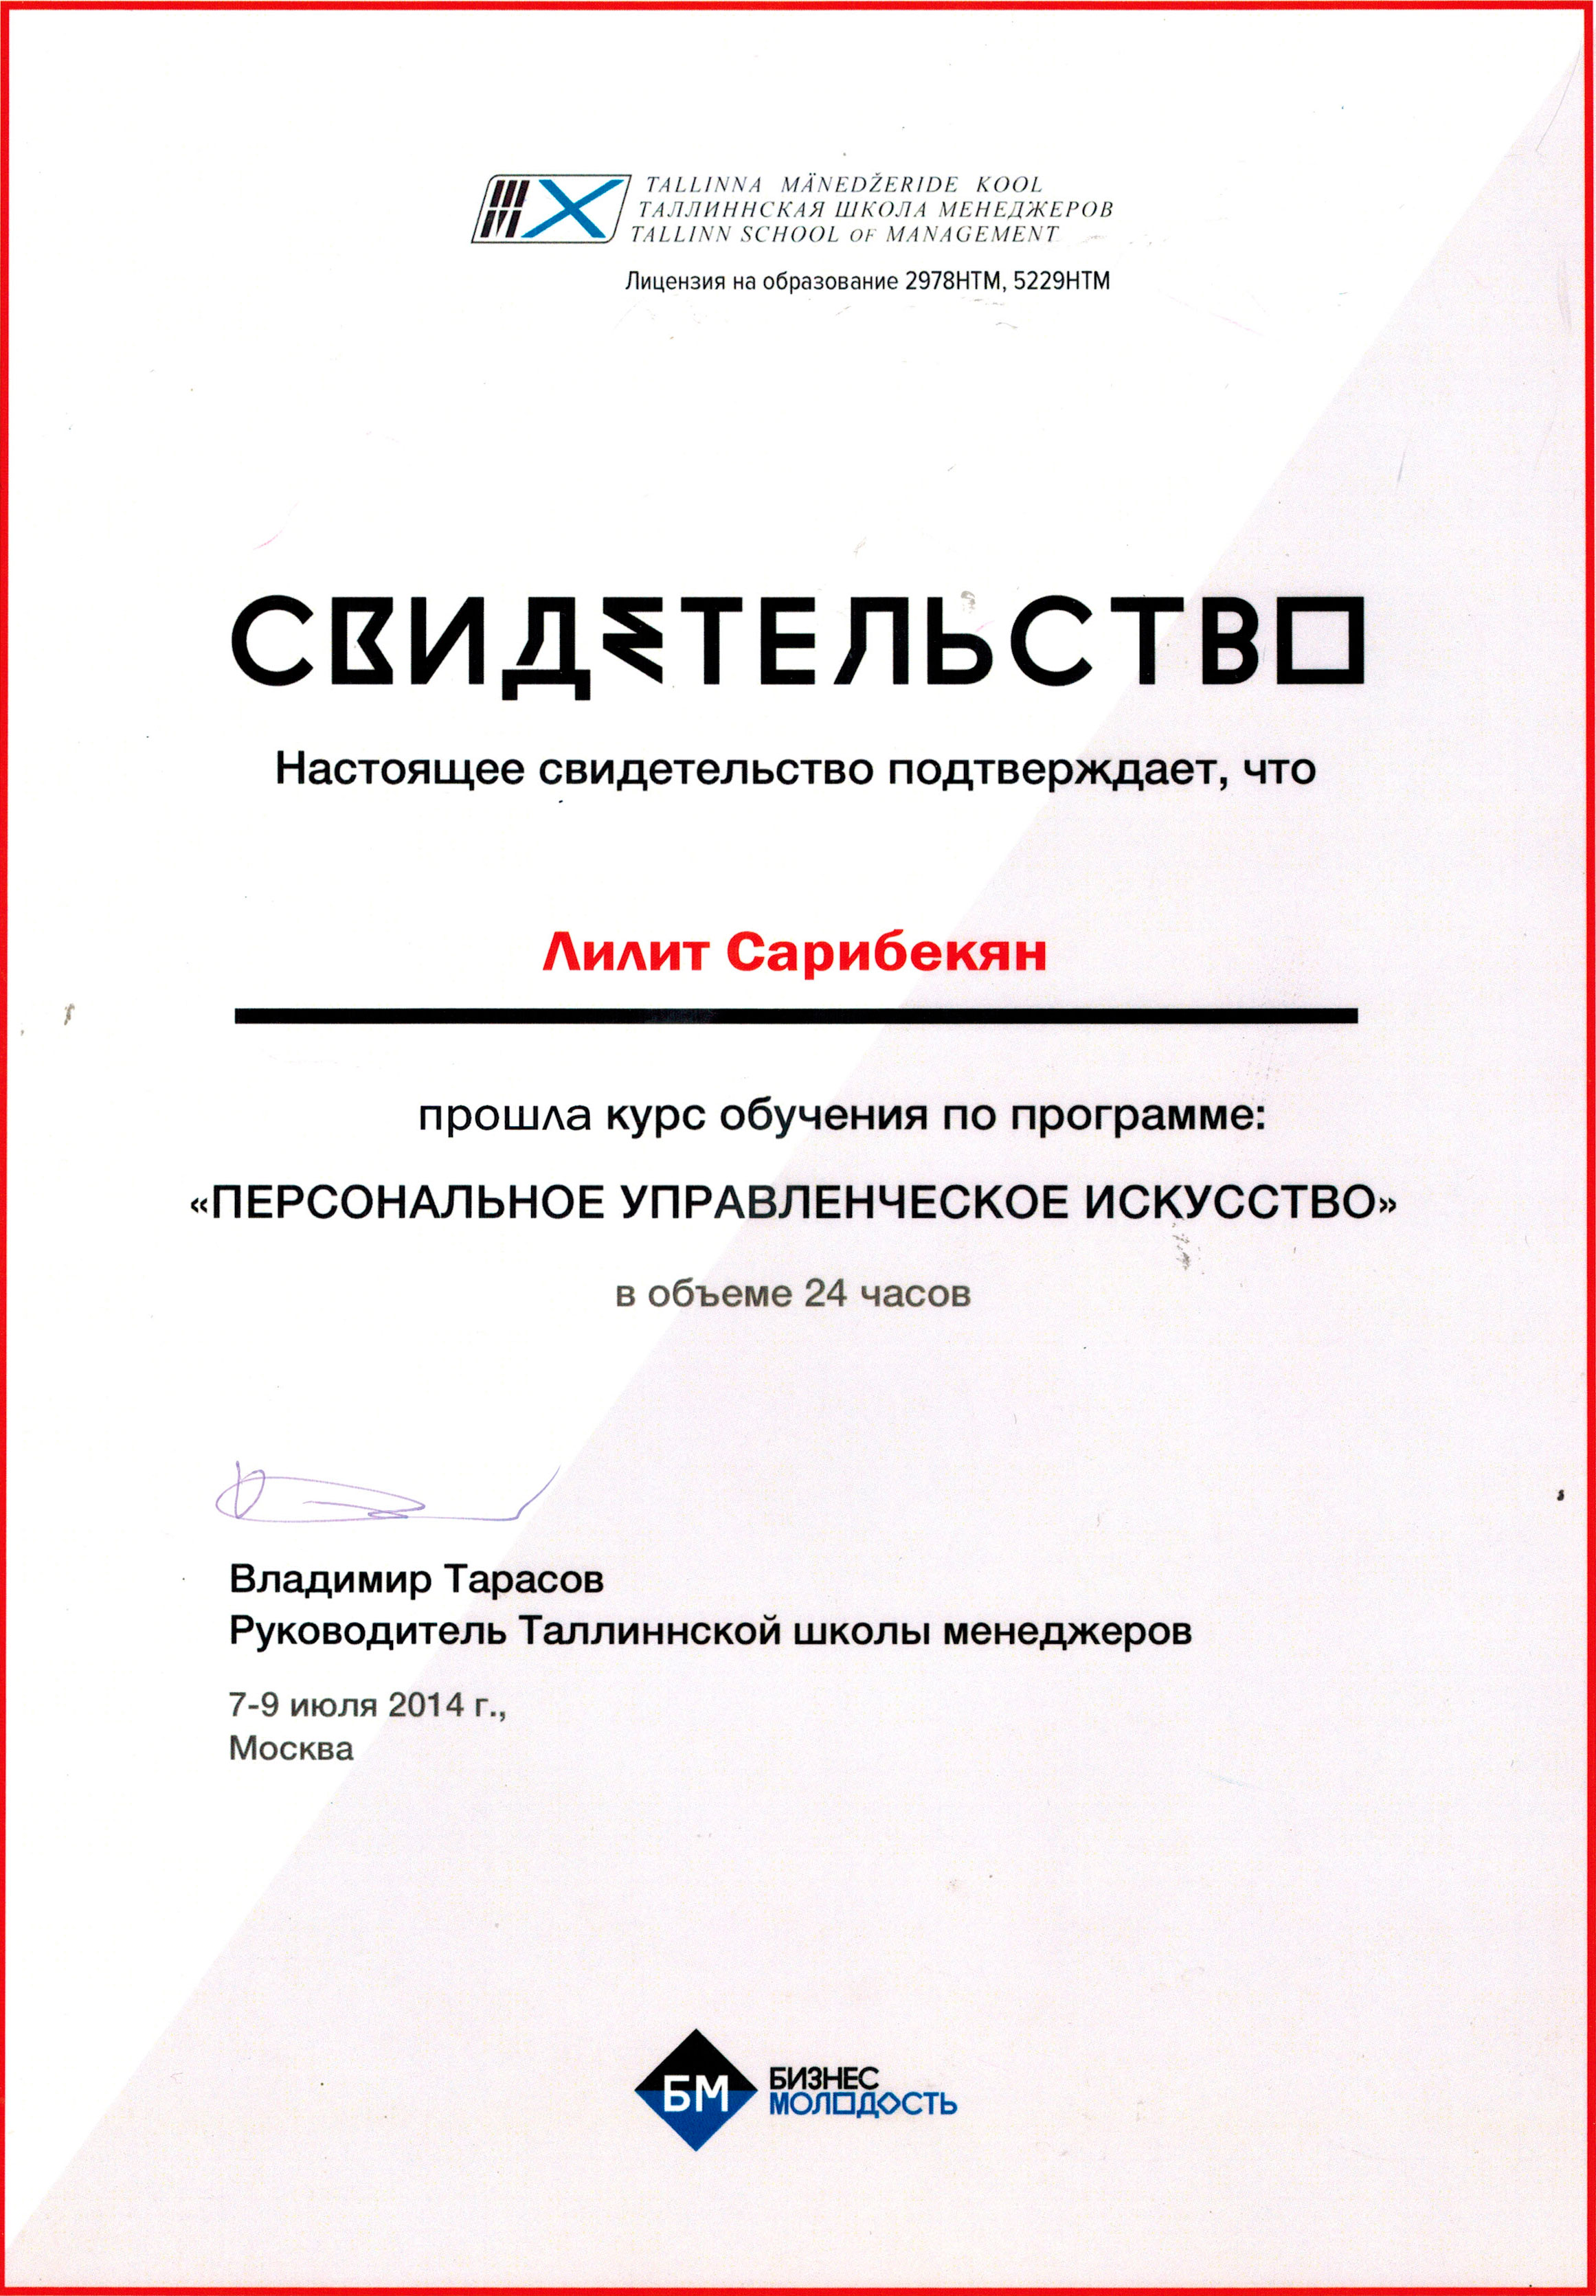 TALLINNA MÄNEDŽERIDE KOOL
ТАЛЛИННСКАЯ ШКОЛА МЕНЕДЖЕРОВ
TALLINN SCHOOL OF MANAGEMENT
Лицензия на образование 2978НТМ, 5229НТМ
СВИДЕТЕЛЬСТВО
Настоящее свидетельство подтверждает, что
Лилит Сарибекян
прошла курс обучения по программе:
«ПЕРСОНАЛЬНОЕ УПРАВЛЕНЧЕСКОЕ ИСКУССТВО»
в объеме 24 часов
Владимир Тарасов
Руководитель Таллиннской школы менеджеров
7-9 июля 2014 г.,
Москва
БМ БИЗНЕС
МОЛОДОСТЬ